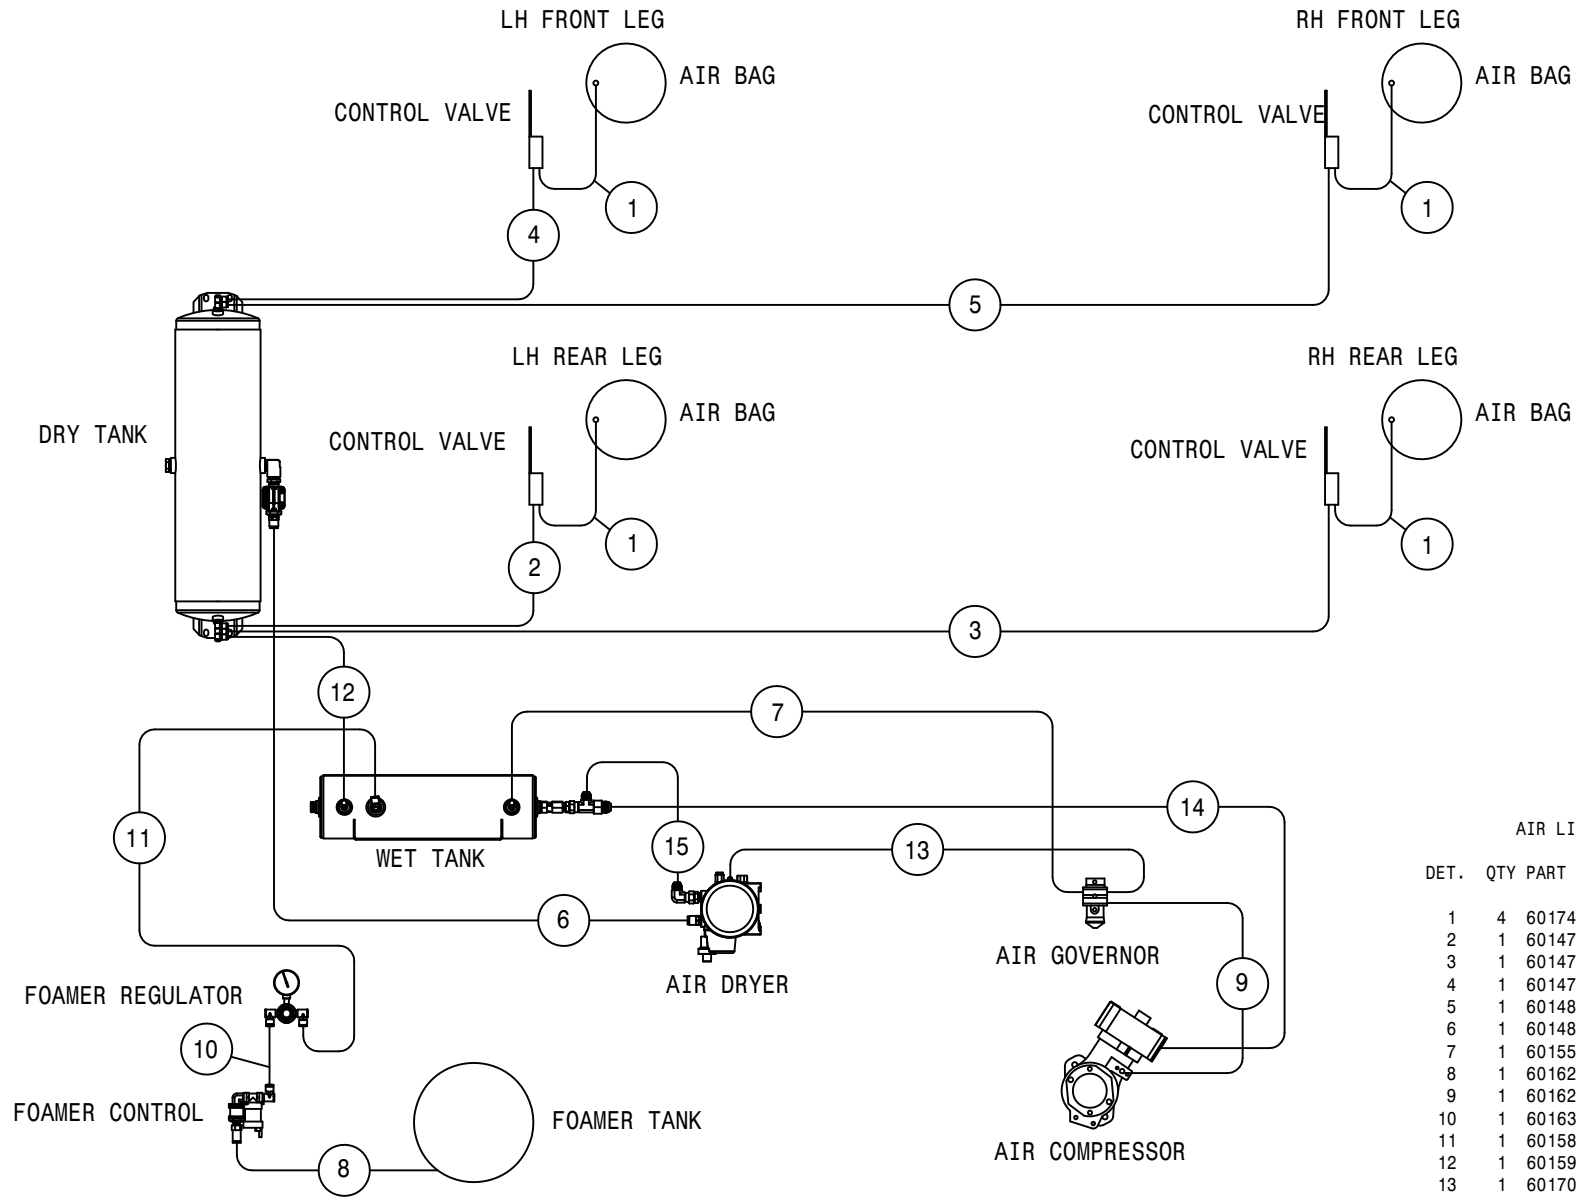 LH FRONT LEG
RH FRONT LEG
AIR BAG
AIR BAG
CONTROL VALVE
CONTROL VALVE
1
1
4
5
LH REAR LEG
RH REAR LEG
AIR BAG
AIR BAG
DRY TANK
CONTROL VALVE
CONTROL VALVE
1
1
2
3
12
7
14
11
15
13
WET TANK
6
AIR GOVERNOR
AIR DRYER
9
FOAMER REGULATOR
10
FOAMER CONTROL
FOAMER TANK
AIR COMPRESSOR
8
AIR LI
DET. QTY PART
1 4 60174
2 1 60147
3 1 60147
4 1 60147
5 1 60148
6 1 60148
7 1 60155
8 1 60162
9 1 60162
10 1 60163
11 1 60158
12 1 60159
13 1 60170